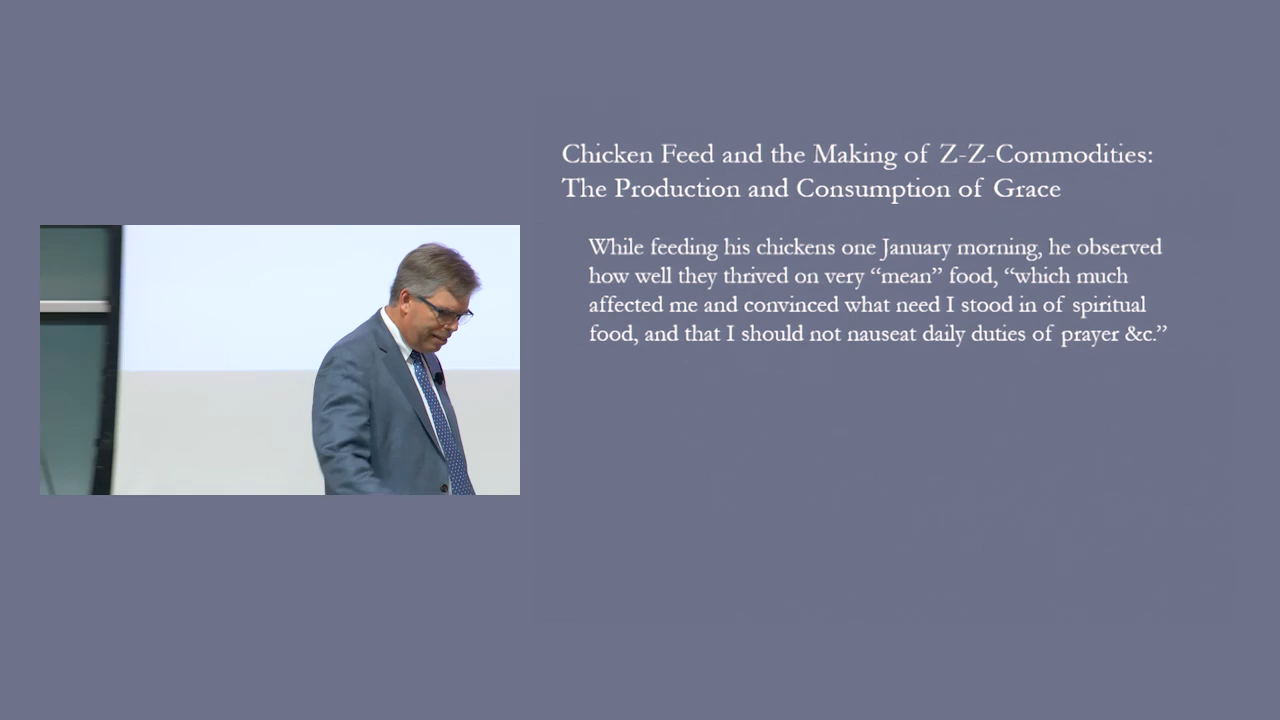 Chicken Feed and the Making of Z-Z-Commodities:
The Production and Consumption of Grace
While feeding his chickens one January morning, he observed
how well they thrived on very “mean” food, “which much
affected me and convinced what need I stood in of spiritual
food, and that I should not nauseat daily duties of prayer &c.”